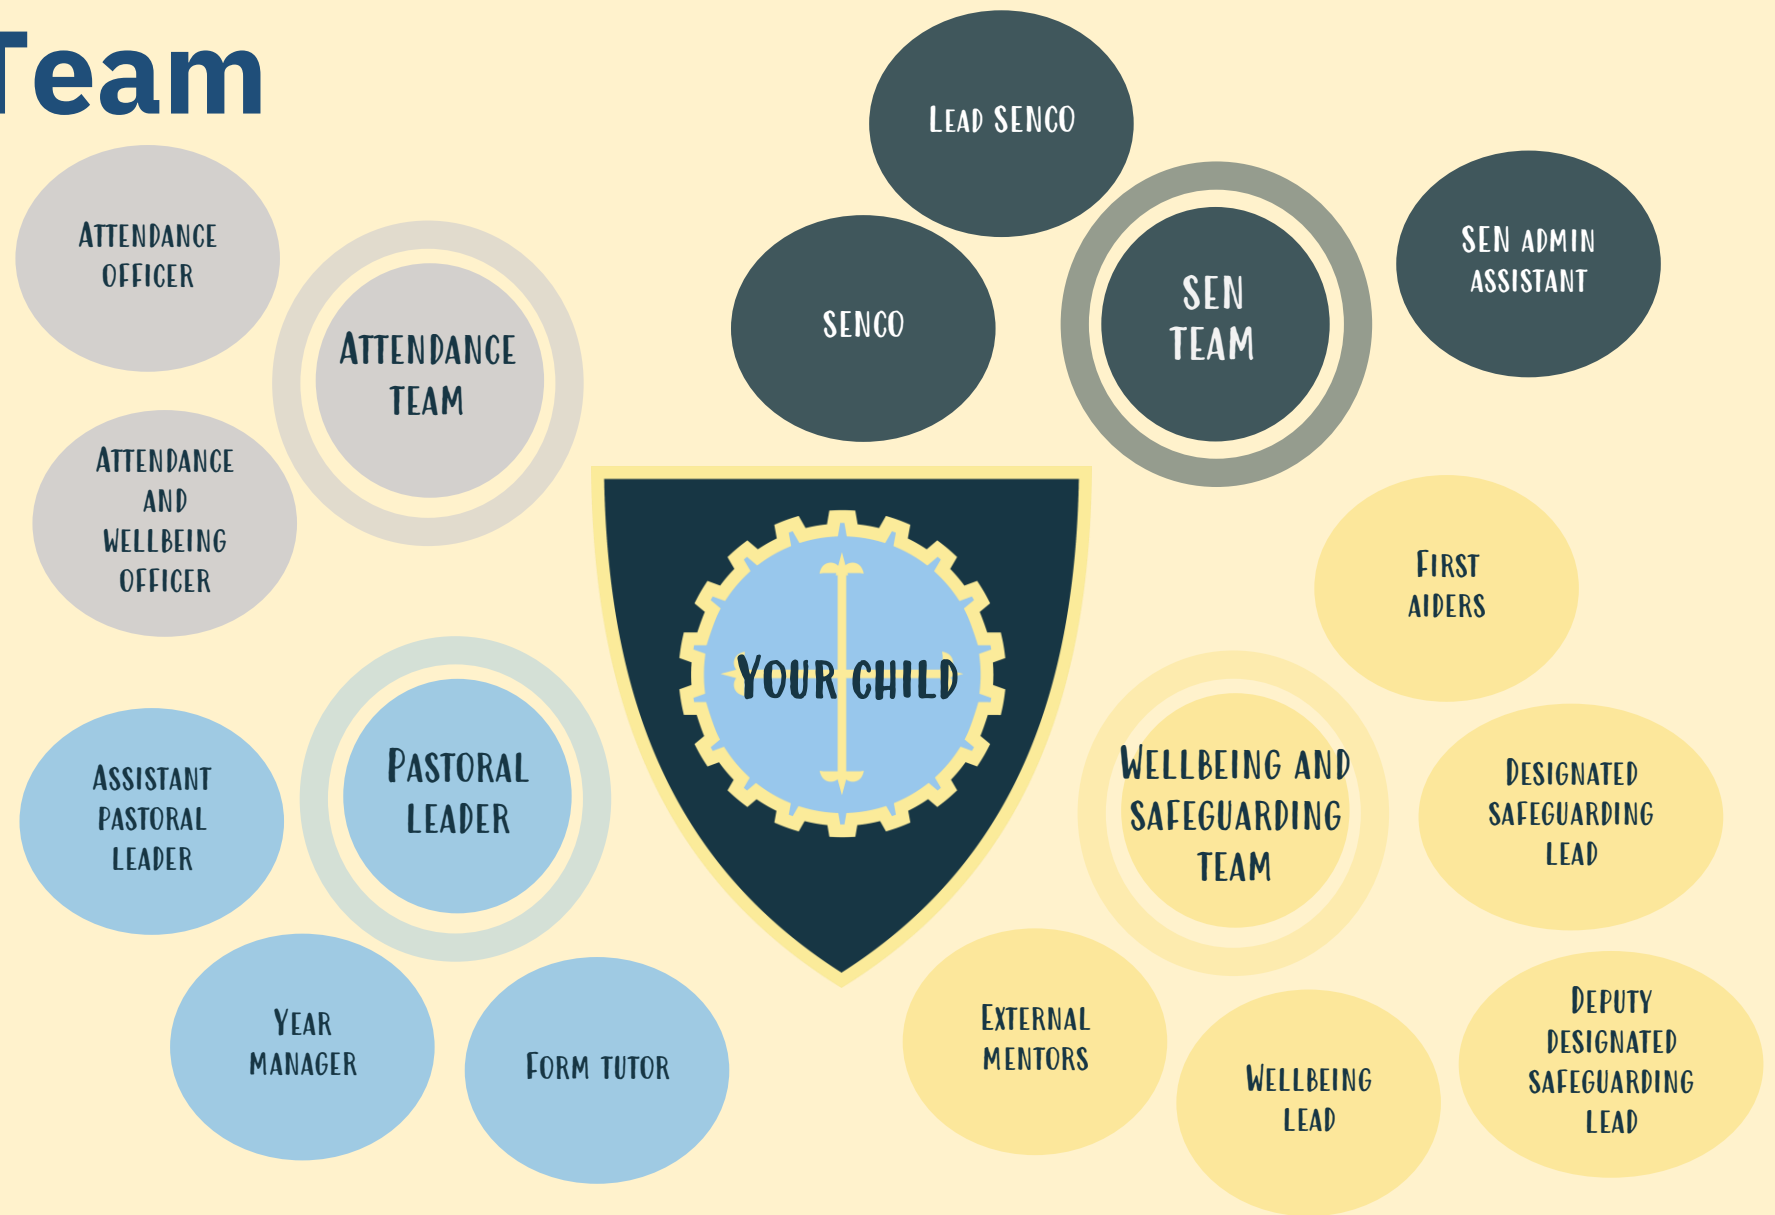 Team
Lead SENCO
SENCO
SEN
TEAM
SEN ADMIN
ASSISTANT
ATTENDANCE
OFFICER
ATTENDANCE
TEAM
ATTENDANCE
AND
WELLBEING
OFFICER
YOUR CHILD
FIRST
AIDERS
ASSISTANT
PASTORAL
LEADER
PASTORAL
LEADER
YEAR
MANAGER
FORM TUTOR
WELLBEING AND
SAFEGUARDING
TEAM
DESIGNATED
SAFEGUARDING
LEAD
EXTERNAL
MENTORS
WELLBEING
LEAD
DEPUTY
DESIGNATED
SAFEGUARDING
LEAD